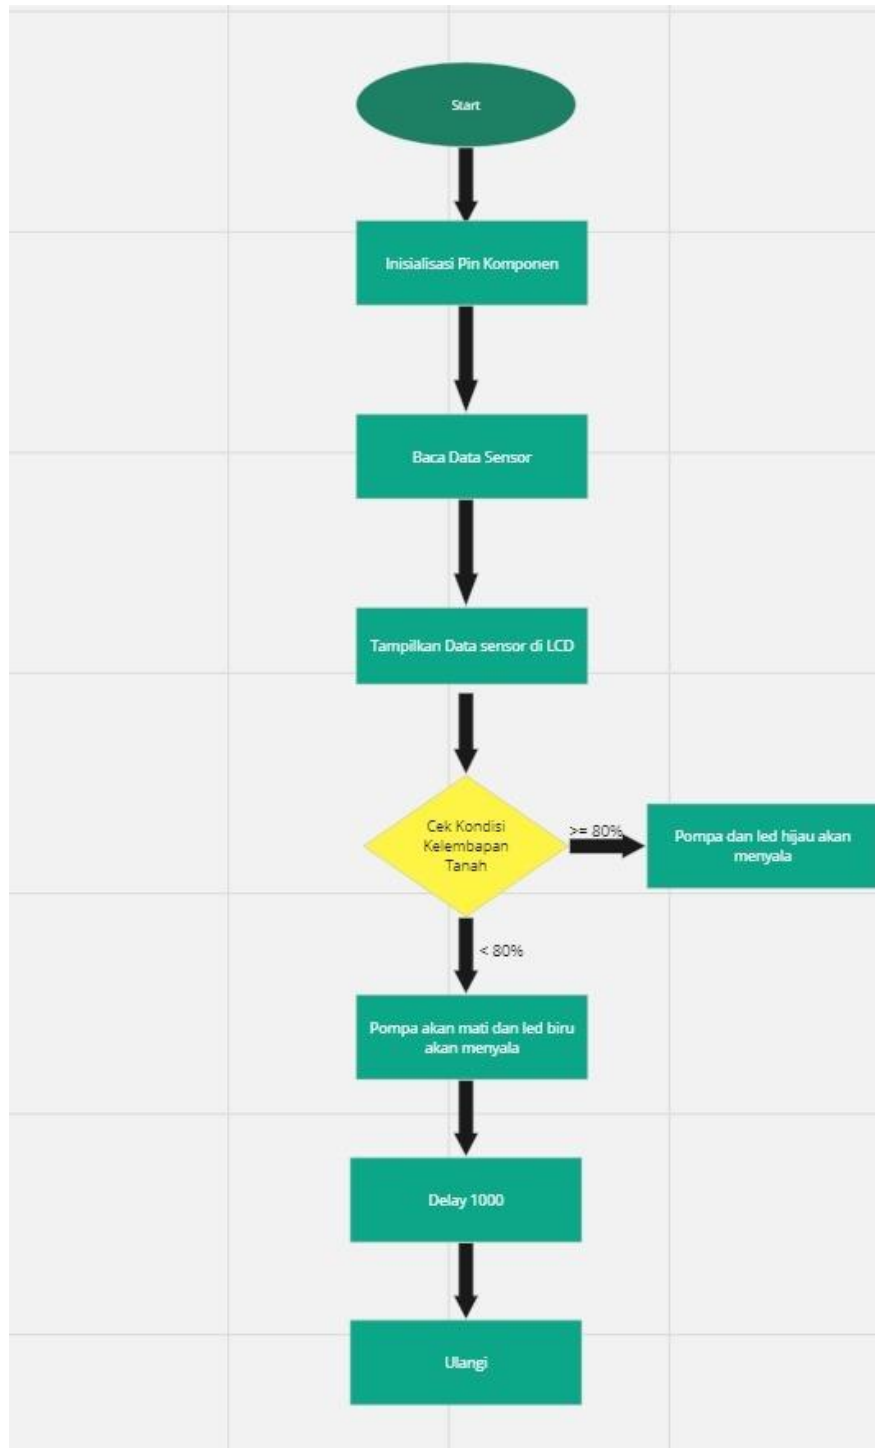 Start
Inisialisasi Pin Komponen
Baca Data Sensor
Tampilkan Data sensor di LCD
Cek Kondisi
Kelembapan
Tanah
>= 80%
Pompa dan led hijau akan
menyala
< 80%
Pompa akan mati dan led biru
akan menyala
Delay 1000
Ulangi